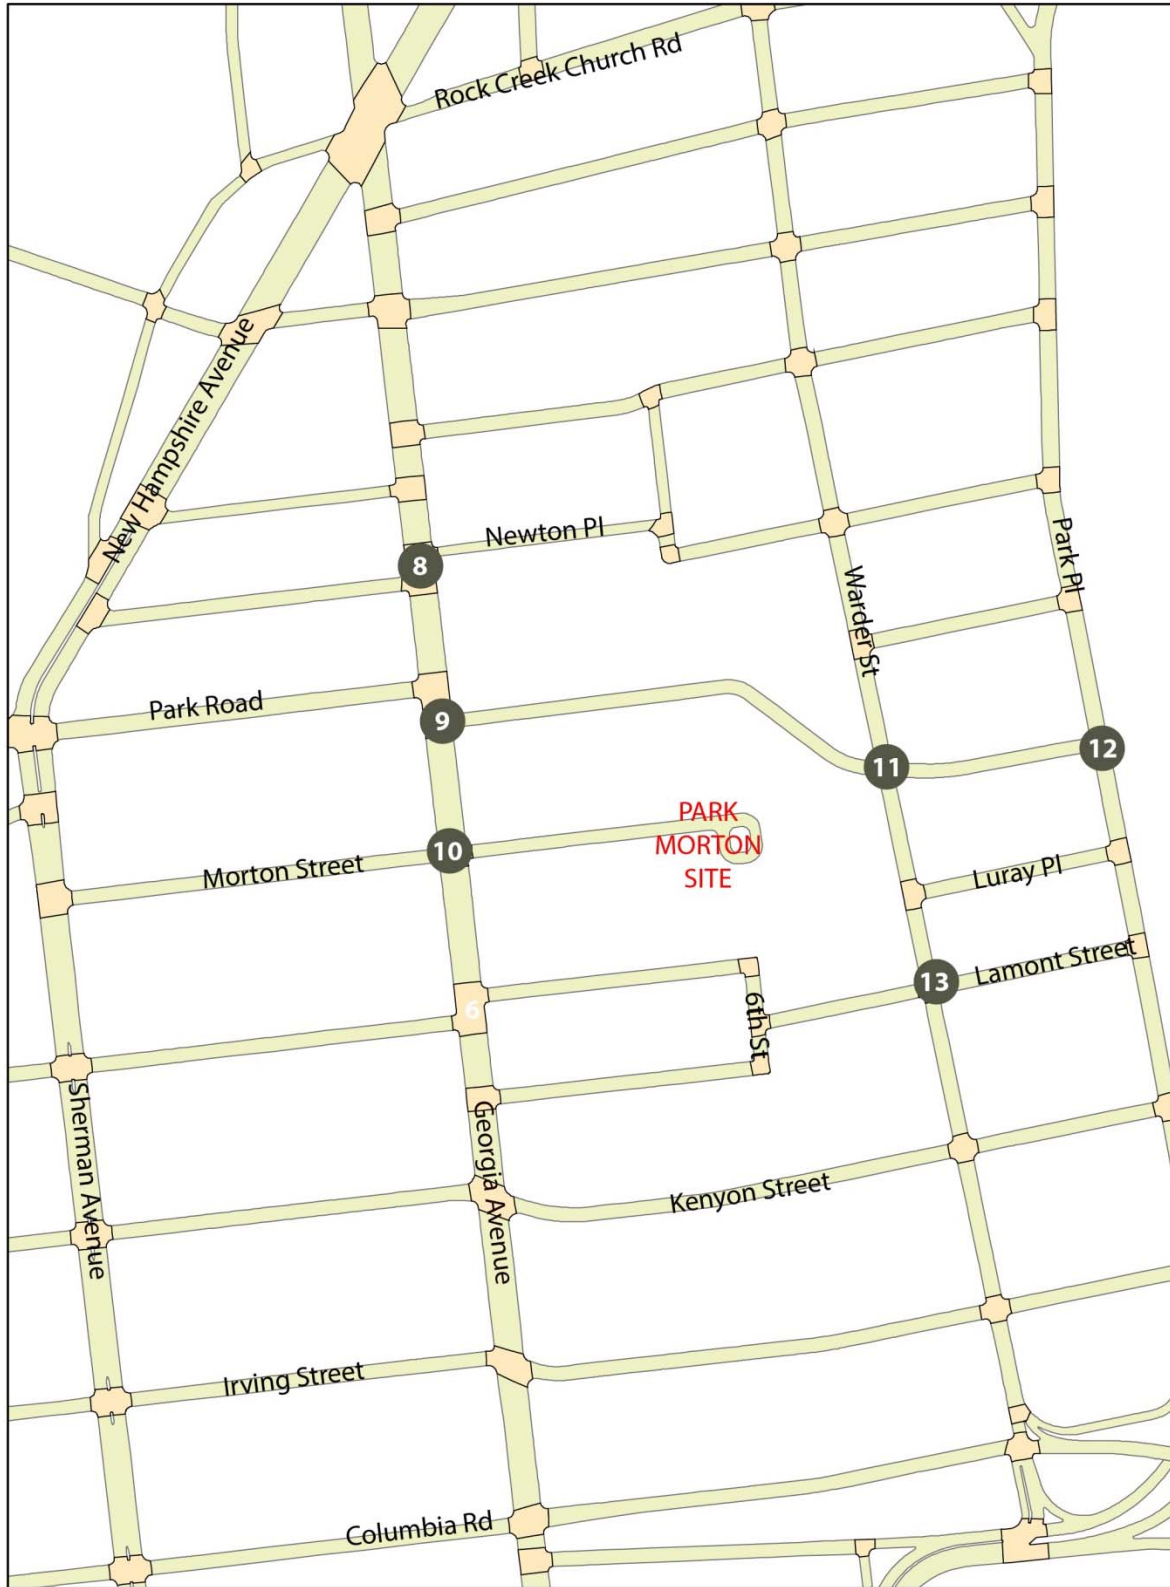 Rock Creek Church Rd
New Hampshire Avenue
Newton Pl
Park Pl
8
Warder St
Park Road
9
11
12
PARK
MORTON
SITE
10
Morton Street
Luray Pl
13
Lamont Street
6
6th St
Sherman Avenue
Georgia Avenue
Kenyon Street
Irving Street
Columbia Rd